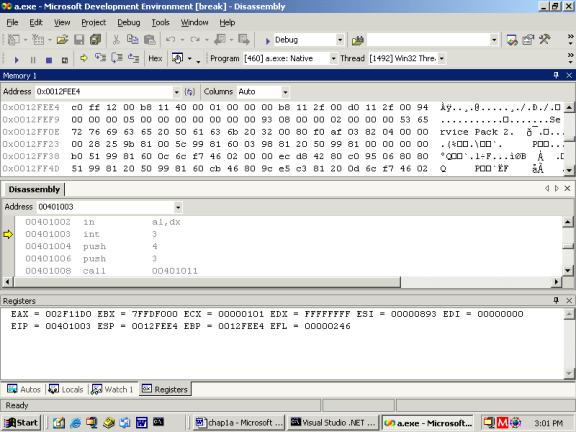 a.exe - Microsoft Development Environment [break] - Disassembly
File Edit View Project Debug Tools Window Help
Debug
Hex Program [460] a.exe: Native Thread [1492] Win32 Thre
Memory 1
Address 0x0012FEE4 Columns Auto
0x0012FEE4 c0 ff 12 00 b8 11 40 00 01 00 00 00 b8 11 2f 00 d0 11 2f 00 94
0x0012FEF9 00 00 00 05 00 00 00 00 00 00 00 93 08 00 00 02 00 00 00 53 65
0x0012FF0E 72 76 69 63 65 20 50 61 63 6b 20 32 00 80 f0 af 03 82 04 00 00 rvice Pack 2.
0x0012FF23 00 28 25 9b 81 00 5c 99 81 60 03 98 81 20 50 99 81 00 00 00 00
0x0012FF38 b0 51 99 81 60 0c 6c f7 46 02 00 00 ec d8 42 80 c0 95 06 80 80
0x0012FF4D 51 99 81 20 50 99 81 60 cb 46 80 9c e5 c3 81 20 0d 6c f7 46 02
Disassembly
Address 00401003
00401002 in al,dx
00401003 int 3
00401004 push 4
00401006 push 3
00401008 call 00401011
Registers
EAX = 002F11D0 EBX = 7FFDF000 ECX = 00000101 EDX = FFFFFFFF ESI = 00000893 EDI = 00000000
EIP = 00401003 ESP = 0012FEE4 EBP = 0012FEE4 EFL = 00000246
Autos Locals Watch 1 Registers
Ready
Start chap1a - Microsoft ... Visual Studio .NET ... a.exe - Microsoft... 3:01 PM